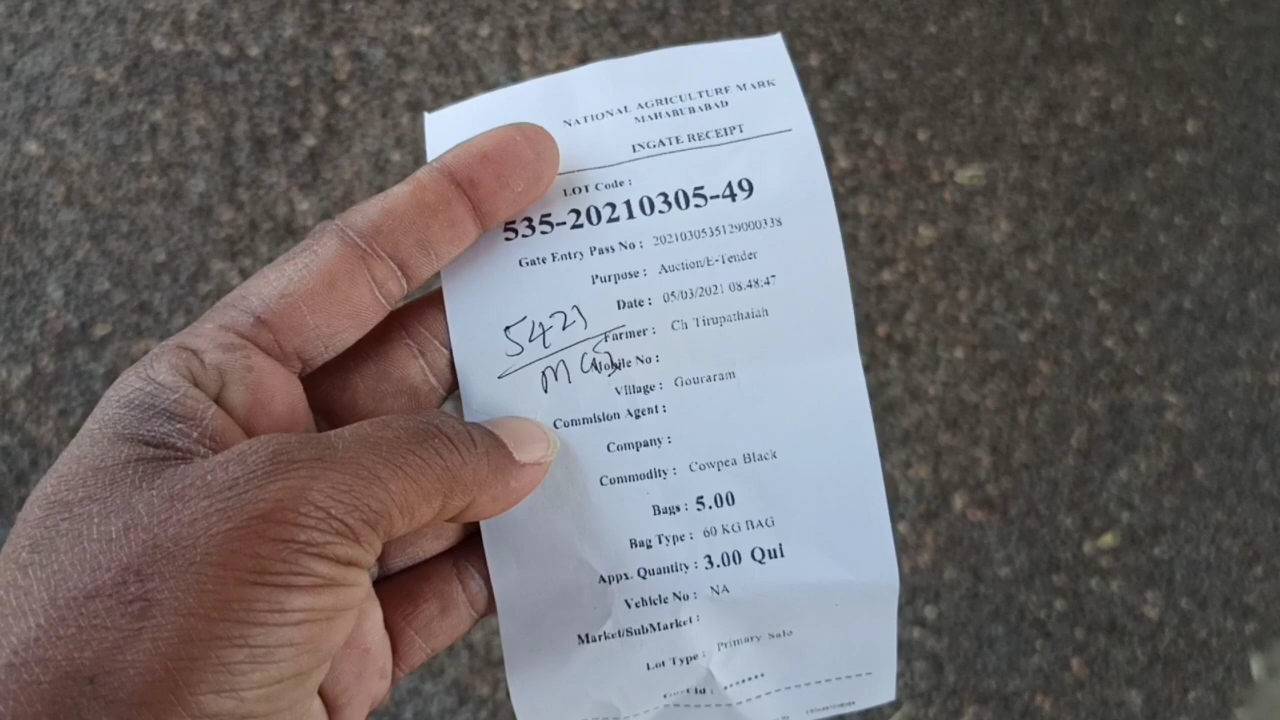 NATIONAL AGRICULTURE MARK
MAHABUBABAD
INGATE RECEIPT
LOT Code :
535-20210305-49
Gate Entry Pass No : 2021030535129000338
Purpose : Auction/E-Tender
Date : 05/03/2021 08:48:47
5421
Farmer : Ch Tirupathaiah
Mobile No :
Village : Gouraram
Commision Agent :
Company :
Commodity : Cowpea Black
Bags : 5.00
Bag Type : 60 KG BAG
Appx. Quantity : 3.00 Qui
Vehicle No : NA
Market/SubMarket :
Lot Type : Primary Sale